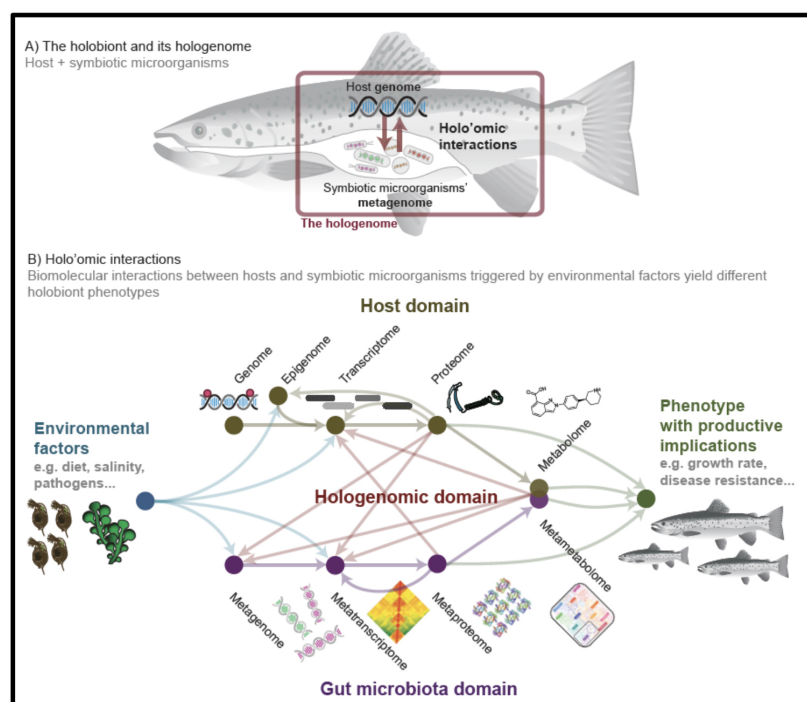 A) The holobiont and its hologenome
Host + symbiotic microorganisms
Host genome
Holo'omic
interactions
Symbiotic microorganisms'
metagenome
The hologenome
B) Holo'omic interactions
Biomolecular interactions between hosts and symbiotic microorganisms triggered by environmental factors yield different
holobiont phenotypes
Host domain
Genome
Epigenome
Transcriptome
Proteome
Environmental
factors
e.g. diet, salinity,
pathogens...
Metabolome
Phenotype
with productive
implications
e.g. growth rate,
disease resistance...
Hologenomic domain
Metagenome
Metatranscriptome
Metaproteome
Metametabolome
Gut microbiota domain